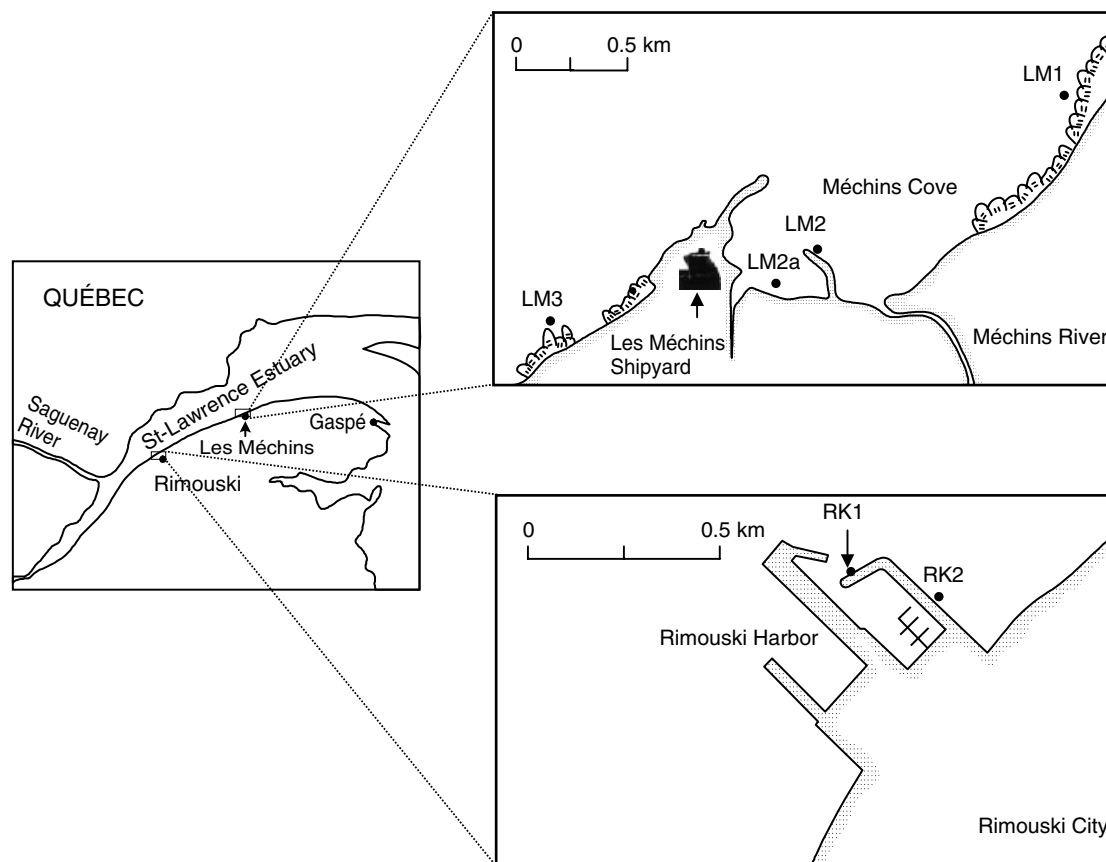 QUÉBEC
Saguenay
River
St-Lawrence Estuary
Les Méchins
Gaspé
Rimouski
0 0.5 km
LM1
Méchins Cove
LM2
LM2a
LM3
Les Méchins
Shipyard
Méchins River
0 0.5 km
RK1
RK2
Rimouski Harbor
Rimouski City